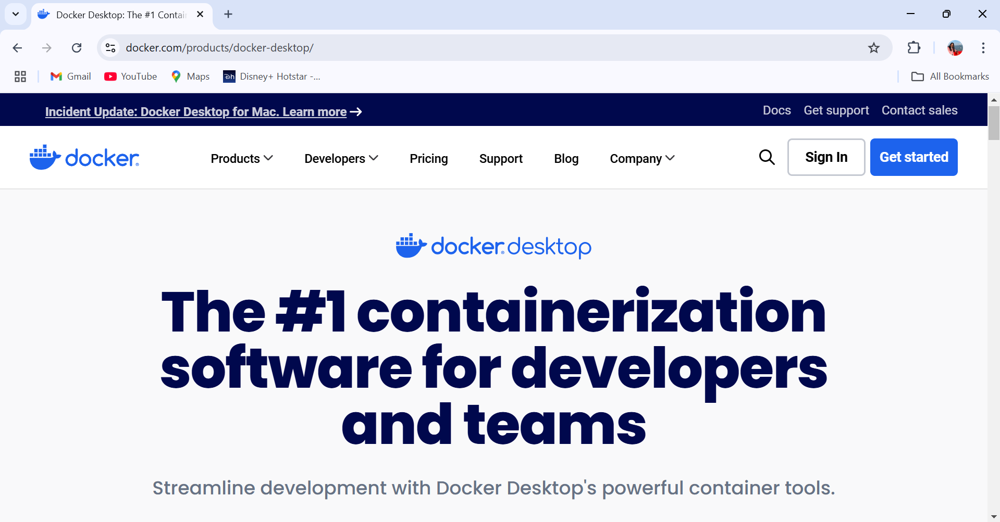 Docker Desktop: The #1 Contai
docker.com/products/docker-desktop/
Gmail
YouTube
Maps
Disney+ Hotstar -...
All Bookmarks
Incident Update: Docker Desktop for Mac. Learn more →
Docs
Get support
Contact sales
docker®
Products
Developers
Pricing
Support
Blog
Company
Sign In
Get started
docker® desktop
The #1 containerization
software for developers
and teams
Streamline development with Docker Desktop's powerful container tools.